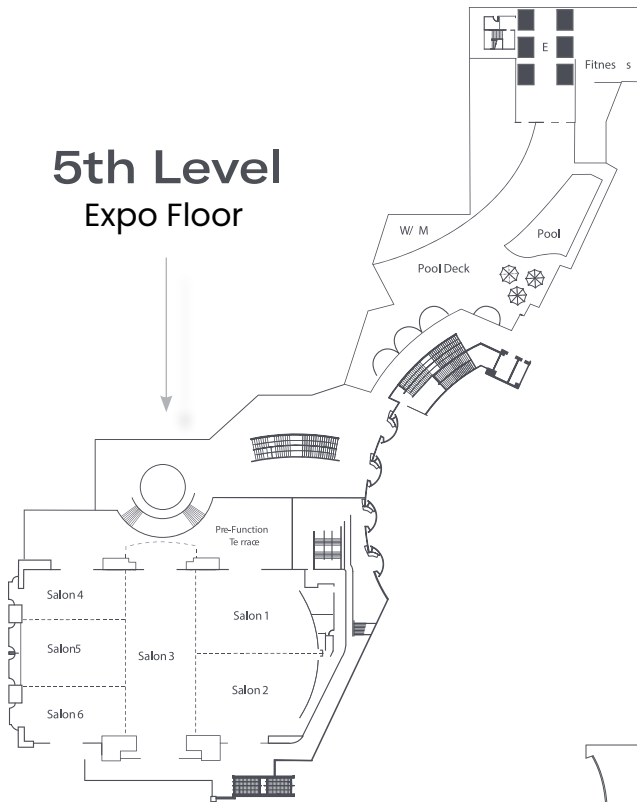 E
Fitnes s
5th Level
Expo Floor
W/ M
Pool
Pool Deck
Pre-Function
Te rrace
Salon 4
Salon 1
Salon5
Salon 3
Salon 2
Salon 6